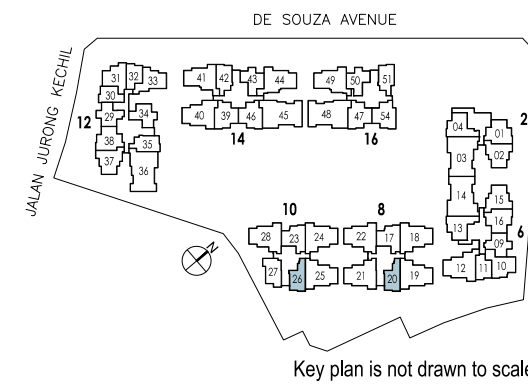 DE SOUZA AVENUE
JALAN JURONG KECHIL
31 32 33 41 42 43 44 49 50 51
30
12 29 34 40 39 46 45 48 47 54 04 01 2
38 35 14 16 03 02
37 36
14 15
10 8 13 16 6
28 23 24 22 17 18 09
27 26 25 21 20 19 12 11 10
N
Key plan is not drawn to scale